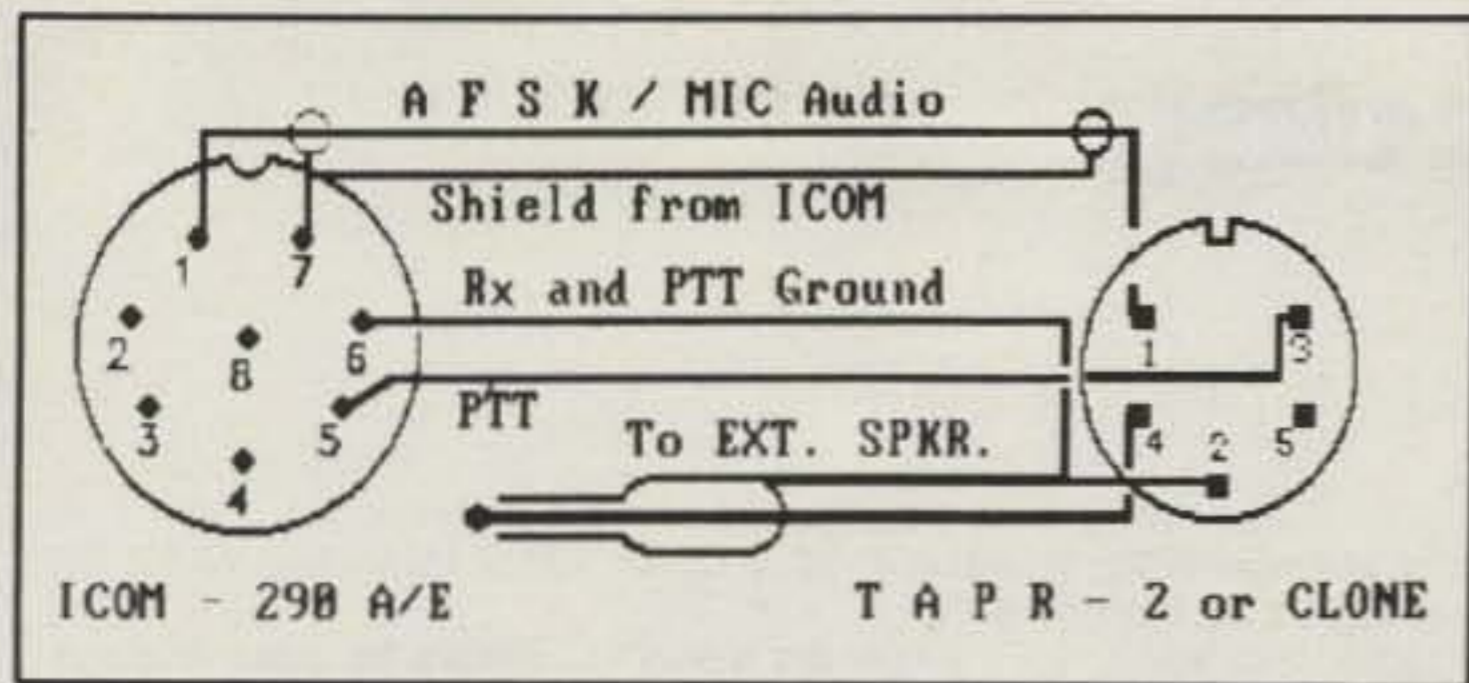 A F S K / MIC Audio
Shield from ICOM
1
7
Rx and PTT Ground
2
8
6
1
3
3
5
PTT
To EXT. SPKR.
4
2
5
4
ICOM - 290 A/E
T A P R - 2 or CLONE